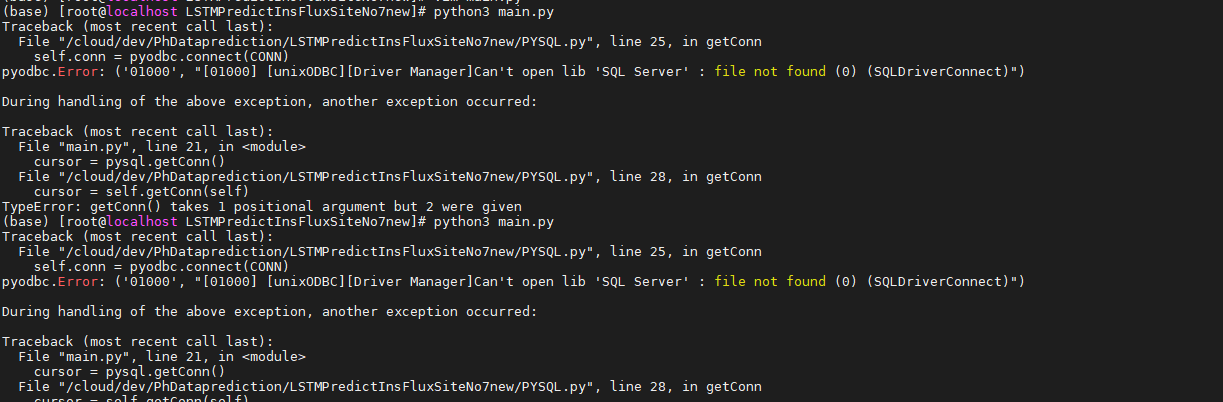 (base) [root@localhost LSTMPredictInsFluxSiteNo7new]# python3 main.py
Traceback (most recent call last):
  File "/cloud/dev/PhDataprediction/LSTMPredictInsFluxSiteNo7new/PYSQL.py", line 25, in getConn
    self.conn = pyodbc.connect(CONN)
pyodbc.Error: ('01000', "[01000] [unixODBC][Driver Manager]Can't open lib 'SQL Server' : file not found (0) (SQLDriverConnect)")
During handling of the above exception, another exception occurred:
Traceback (most recent call last):
  File "main.py", line 21, in <module>
    cursor = pysql.getConn()
  File "/cloud/dev/PhDataprediction/LSTMPredictInsFluxSiteNo7new/PYSQL.py", line 28, in getConn
    cursor = self.getConn(self)
TypeError: getConn() takes 1 positional argument but 2 were given
(base) [root@localhost LSTMPredictInsFluxSiteNo7new]# python3 main.py
Traceback (most recent call last):
  File "/cloud/dev/PhDataprediction/LSTMPredictInsFluxSiteNo7new/PYSQL.py", line 25, in getConn
    self.conn = pyodbc.connect(CONN)
pyodbc.Error: ('01000', "[01000] [unixODBC][Driver Manager]Can't open lib 'SQL Server' : file not found (0) (SQLDriverConnect)")
During handling of the above exception, another exception occurred:
Traceback (most recent call last):
  File "main.py", line 21, in <module>
    cursor = pysql.getConn()
  File "/cloud/dev/PhDataprediction/LSTMPredictInsFluxSiteNo7new/PYSQL.py", line 28, in getConn
    cursor = self.getConn(self)